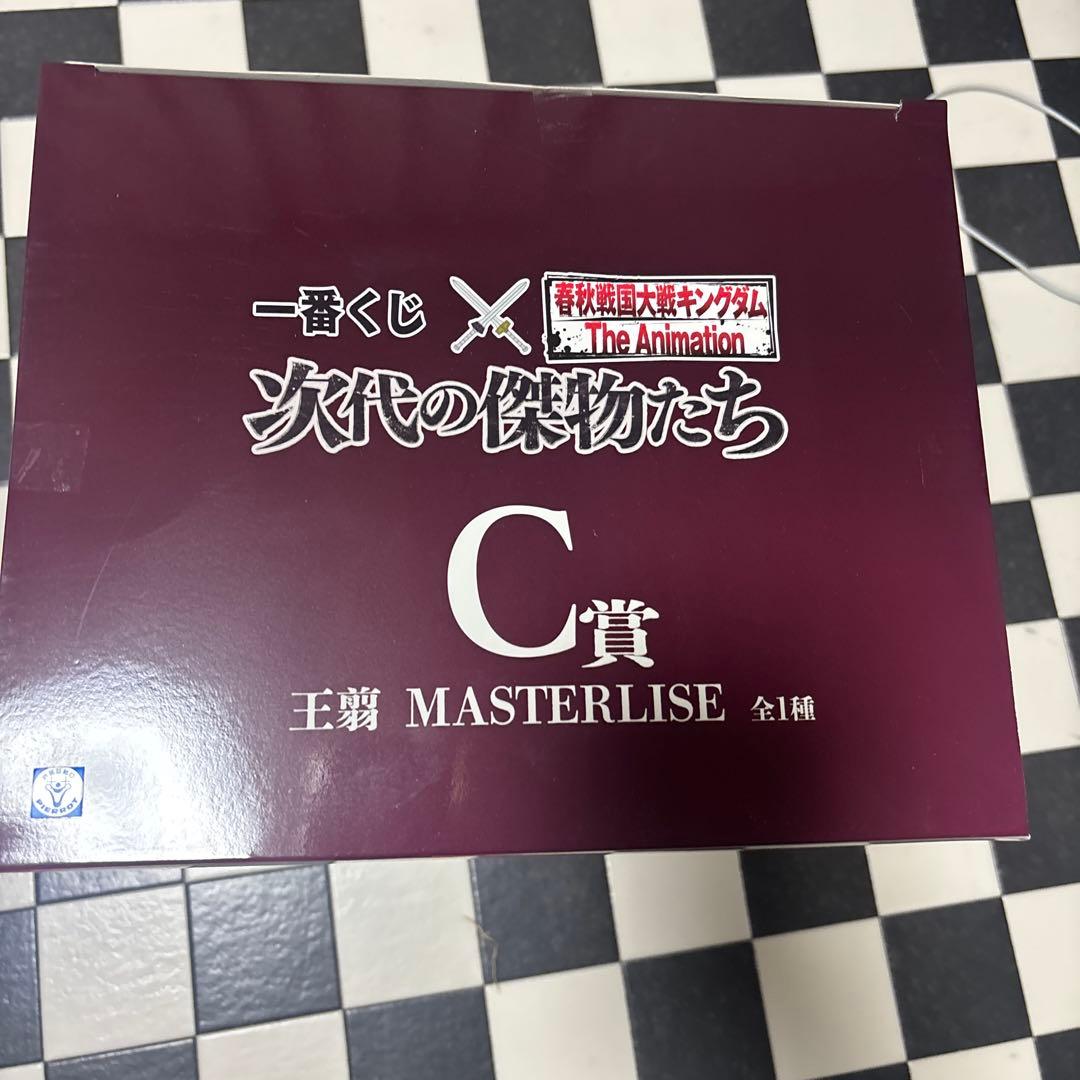 一番くじ
春秋戦国大戦キングダム
The Animation
次代の傑物たち
C賞
王翦 MASTERLISE 全1種
PIERROT